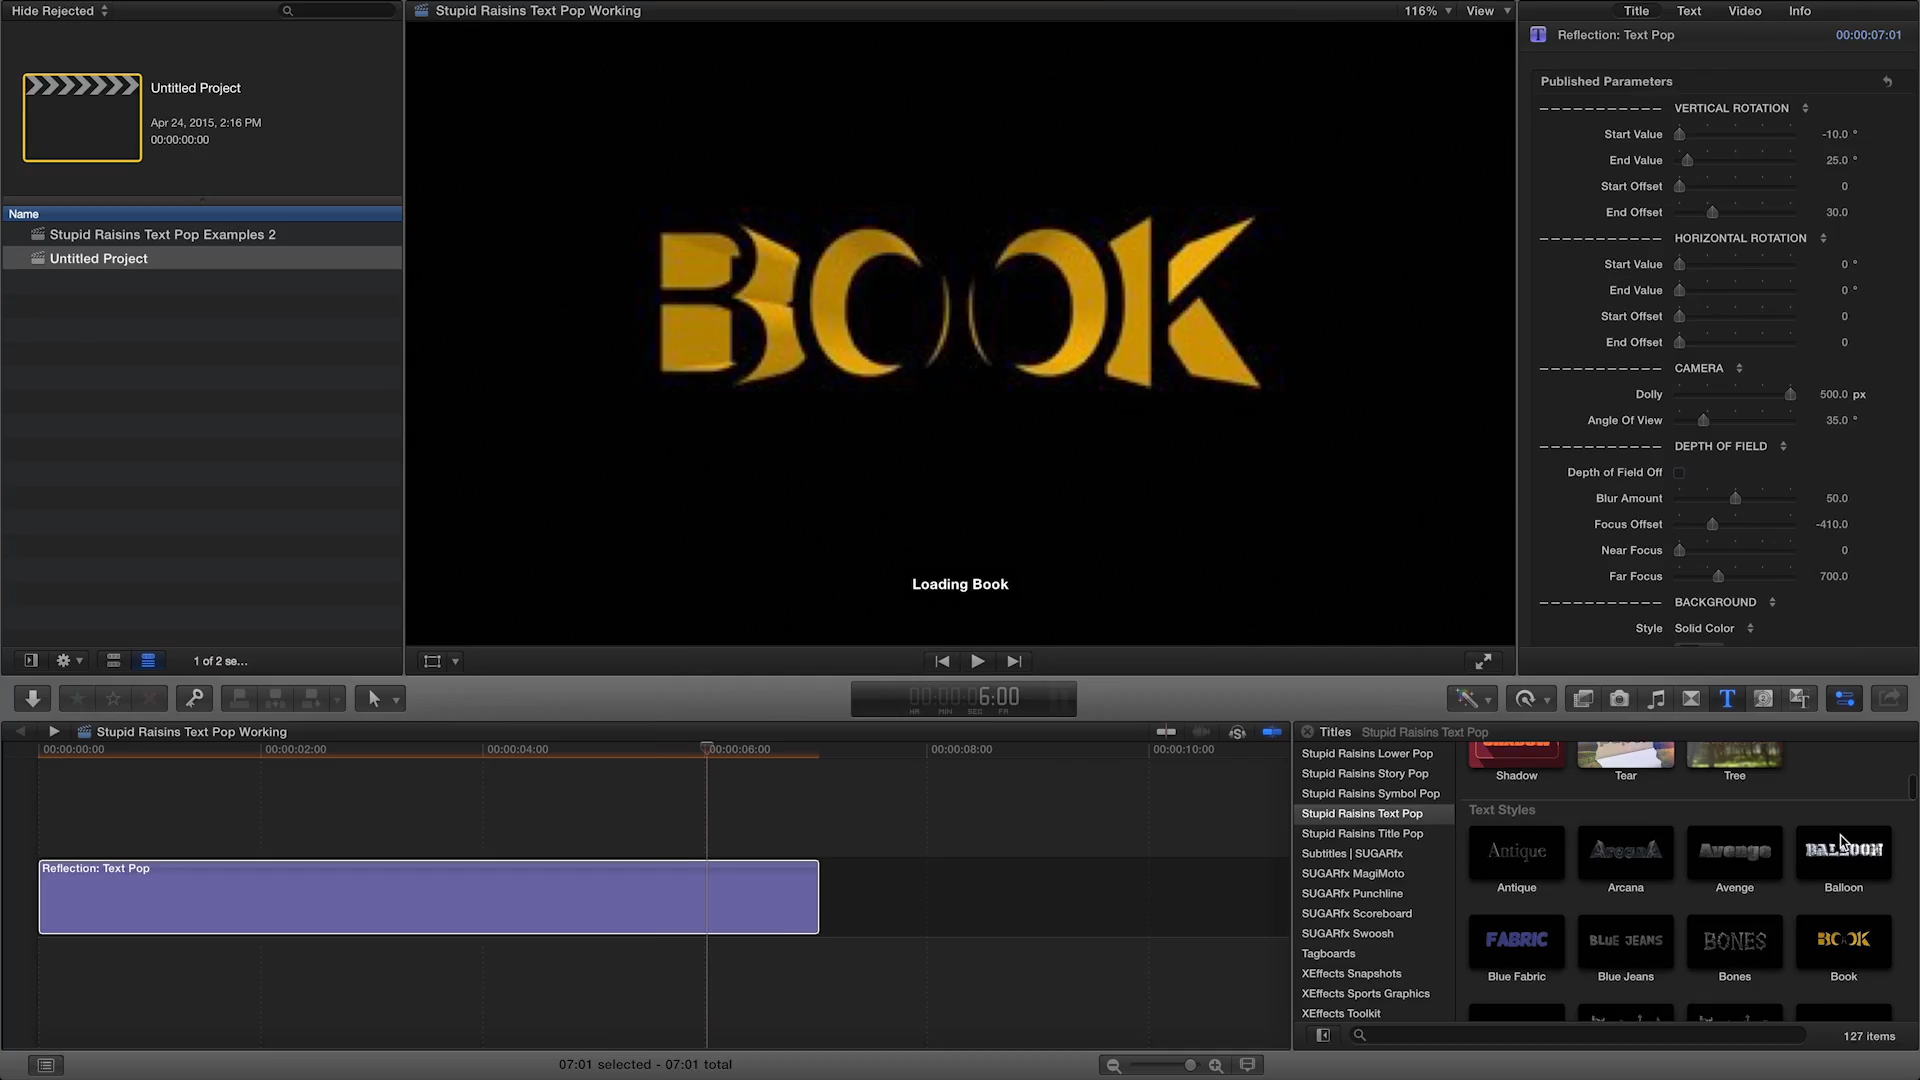 Hide Rejected
Stupid Raisins Text Pop Working
116%
View
Title
Text
Video
Info
Reflection: Text Pop
00:00:07:01
Untitled Project
Apr 24, 2015, 2:16 PM
00:00:00:00
Name
Stupid Raisins Text Pop Examples 2
Untitled Project
1 of 2 se...
BOOK
Loading Book
Published Parameters
VERTICAL ROTATION
Start Value -10.0 °
End Value 25.0 °
Start Offset 0
End Offset 30.0
HORIZONTAL ROTATION
Start Value 0 °
End Value 0 °
Start Offset 0
End Offset 0
CAMERA
Dolly 500.0 px
Angle Of View 35.0 °
DEPTH OF FIELD
Depth of Field Off
Blur Amount 50.0
Focus Offset -410.0
Near Focus 0
Far Focus 700.0
BACKGROUND
Style Solid Color
00:00:06:00
HR MIN SEC FR
Stupid Raisins Text Pop Working
00:00:00:00
00:00:02:00
00:00:04:00
00:00:06:00
00:00:08:00
00:00:10:00
Reflection: Text Pop
07:01 selected - 07:01 total
Titles Stupid Raisins Text Pop
Stupid Raisins Lower Pop
Stupid Raisins Story Pop
Stupid Raisins Symbol Pop
Stupid Raisins Text Pop
Stupid Raisins Title Pop
Subtitles | SUGARfx
SUGARfx MagiMoto
SUGARfx Punchline
SUGARfx Scoreboard
SUGARfx Swoosh
Tagboards
XEffects Snapshots
XEffects Sports Graphics
XEffects Toolkit
SHADOW
Shadow
Tear
Tree
Text Styles
Antique
Arcana
Avenge
BALLOON
Antique
Arcana
Avenge
Balloon
FABRIC
BLUE JEANS
BONES
BOOK
Blue Fabric
Blue Jeans
Bones
Book
127 items